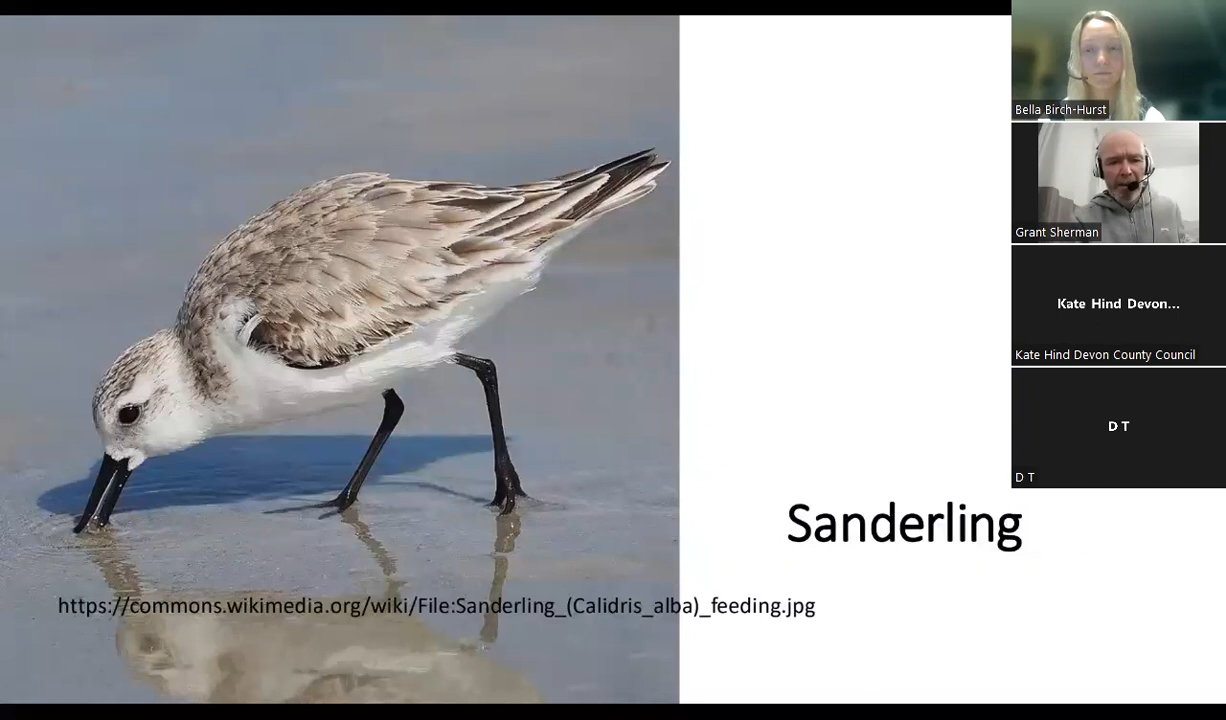 Bella Birch-Hurst
Grant Sherman
Kate Hind Devon...
Kate Hind Devon County Council
D T
D T
Sanderling
https://commons.wikimedia.org/wiki/File:Sanderling_(Calidris_alba)_feeding.jpg